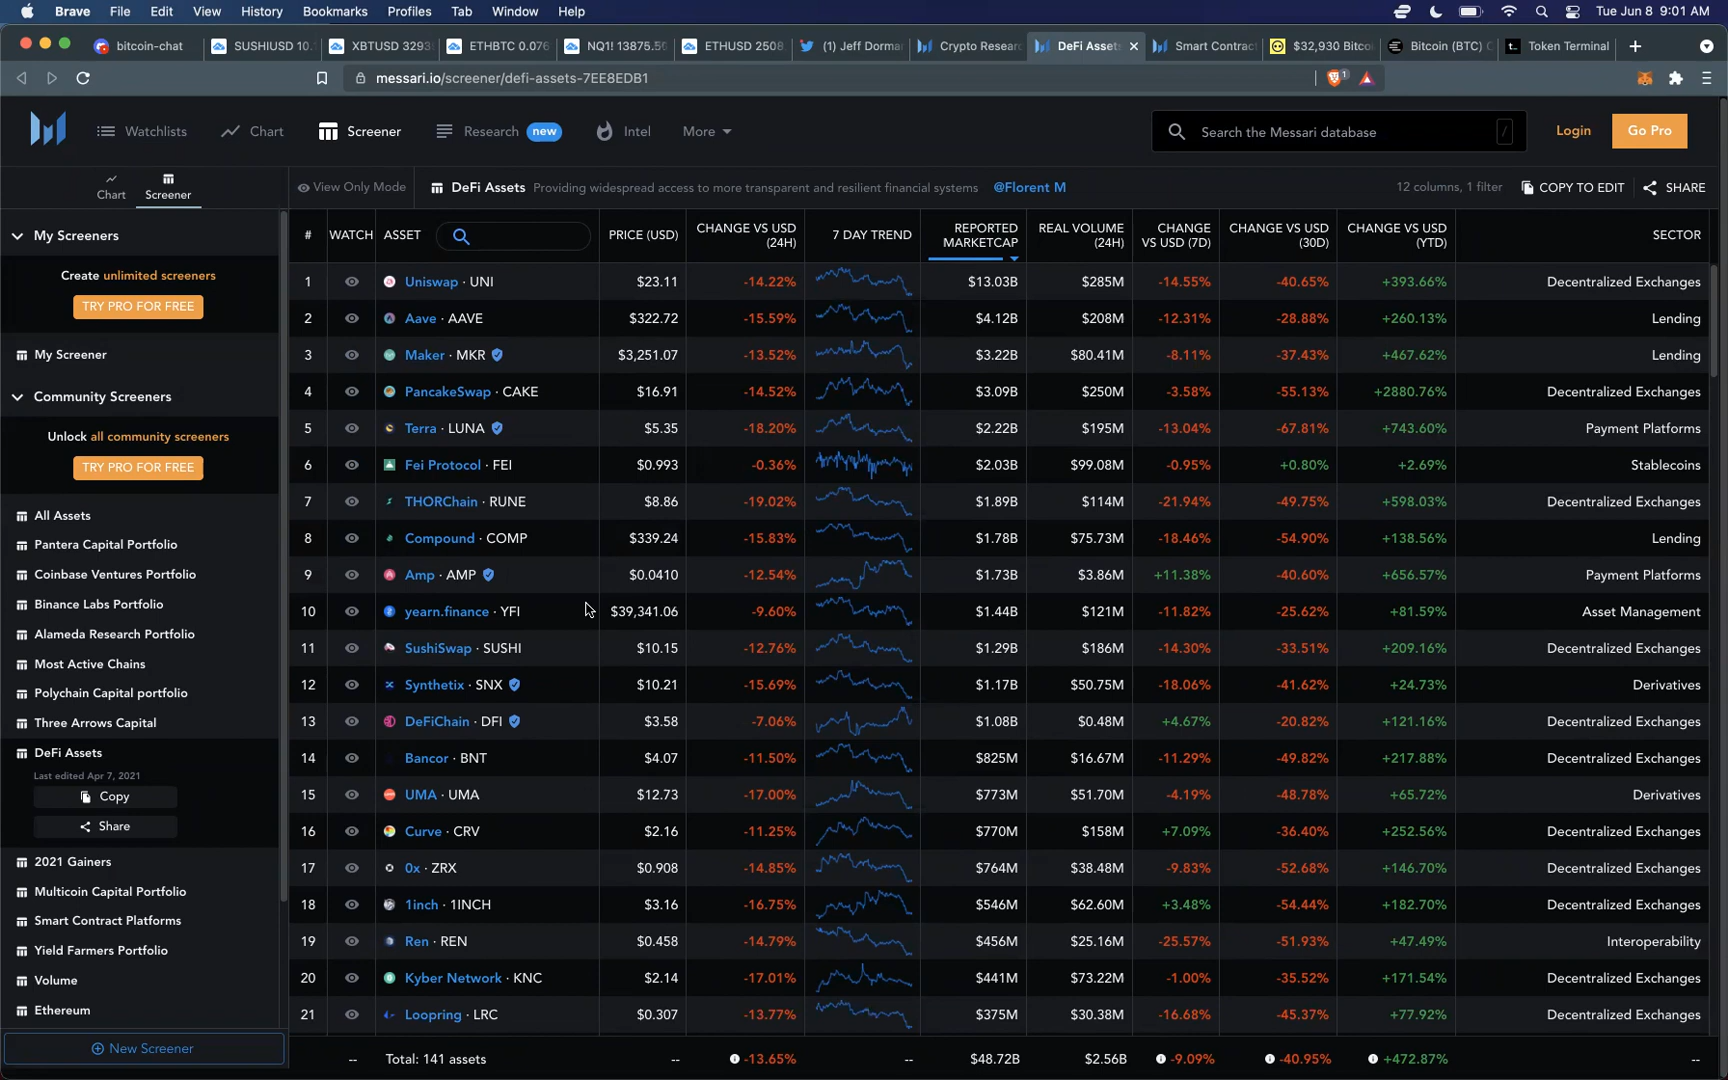 Brave File Edit View History Bookmarks Profiles Tab Window Help Tue Jun 8 9:01 AM
bitcoin-chat SUSHIUSD 10. XBTUSD 3293 ETHBTC 0.076 NQ1! 13875.5 ETHUSD 2508 (1) Jeff Dorma Crypto Resear DeFi Assets Smart Contrac $32,930 Bitco Bitcoin (BTC) Token Terminal
messari.io/screener/defi-assets-7EE8EDB1 1
Watchlists Chart Screener Research new Intel More Search the Messari database / Login Go Pro
Chart Screener View Only Mode DeFi Assets Providing widespread access to more transparent and resilient financial systems @Florent M 12 columns, 1 filter COPY TO EDIT SHARE
My Screeners
Create unlimited screeners
TRY PRO FOR FREE
My Screener
Community Screeners
Unlock all community screeners
TRY PRO FOR FREE
All Assets
Pantera Capital Portfolio
Coinbase Ventures Portfolio
Binance Labs Portfolio
Alameda Research Portfolio
Most Active Chains
Polychain Capital portfolio
Three Arrows Capital
DeFi Assets
Last edited Apr 7, 2021
Copy
Share
2021 Gainers
Multicoin Capital Portfolio
Smart Contract Platforms
Yield Farmers Portfolio
Volume
Ethereum
New Screener
# WATCH ASSET PRICE (USD) CHANGE VS USD (24H) 7 DAY TREND REPORTED MARKETCAP REAL VOLUME (24H) CHANGE VS USD (7D) CHANGE VS USD (30D) CHANGE VS USD (YTD) SECTOR
1 Uniswap · UNI $23.11 -14.22% $13.03B $285M -14.55% -40.65% +393.66% Decentralized Exchanges
2 Aave · AAVE $322.72 -15.59% $4.12B $208M -12.31% -28.88% +260.13% Lending
3 Maker · MKR $3,251.07 -13.52% $3.22B $80.41M -8.11% -37.43% +467.62% Lending
4 PancakeSwap · CAKE $16.91 -14.52% $3.09B $250M -3.58% -55.13% +2880.76% Decentralized Exchanges
5 Terra · LUNA $5.35 -18.20% $2.22B $195M -13.04% -67.81% +743.60% Payment Platforms
6 Fei Protocol · FEI $0.993 -0.36% $2.03B $99.08M -0.95% +0.80% +2.69% Stablecoins
7 THORChain · RUNE $8.86 -19.02% $1.89B $114M -21.94% -49.75% +598.03% Decentralized Exchanges
8 Compound · COMP $339.24 -15.83% $1.78B $75.73M -18.46% -54.90% +138.56% Lending
9 Amp · AMP $0.0410 -12.54% $1.73B $3.86M +11.38% -40.60% +656.57% Payment Platforms
10 yearn.finance · YFI $39,341.06 -9.60% $1.44B $121M -11.82% -25.62% +81.59% Asset Management
11 SushiSwap · SUSHI $10.15 -12.76% $1.29B $186M -14.30% -33.51% +209.16% Decentralized Exchanges
12 Synthetix · SNX $10.21 -15.69% $1.17B $50.75M -18.06% -41.62% +24.73% Derivatives
13 DeFiChain · DFI $3.58 -7.06% $1.08B $0.48M +4.67% -20.82% +121.16% Decentralized Exchanges
14 Bancor · BNT $4.07 -11.50% $825M $16.67M -11.29% -49.82% +217.88% Decentralized Exchanges
15 UMA · UMA $12.73 -17.00% $773M $51.70M -4.19% -48.78% +65.72% Derivatives
16 Curve · CRV $2.16 -11.25% $770M $158M +7.09% -36.40% +252.56% Decentralized Exchanges
17 0x · ZRX $0.908 -14.85% $764M $38.48M -9.83% -52.68% +146.70% Decentralized Exchanges
18 1inch · 1INCH $3.16 -16.75% $546M $62.60M +3.48% -54.44% +182.70% Decentralized Exchanges
19 Ren · REN $0.458 -14.79% $456M $25.16M -25.57% -51.93% +47.49% Interoperability
20 Kyber Network · KNC $2.14 -17.01% $441M $73.22M -1.00% -35.52% +171.54% Decentralized Exchanges
21 Loopring · LRC $0.307 -13.77% $375M $30.38M -16.68% -45.37% +77.92% Decentralized Exchanges
-- Total: 141 assets -- -13.65% -- $48.72B $2.56B -9.09% -40.95% +472.87% --